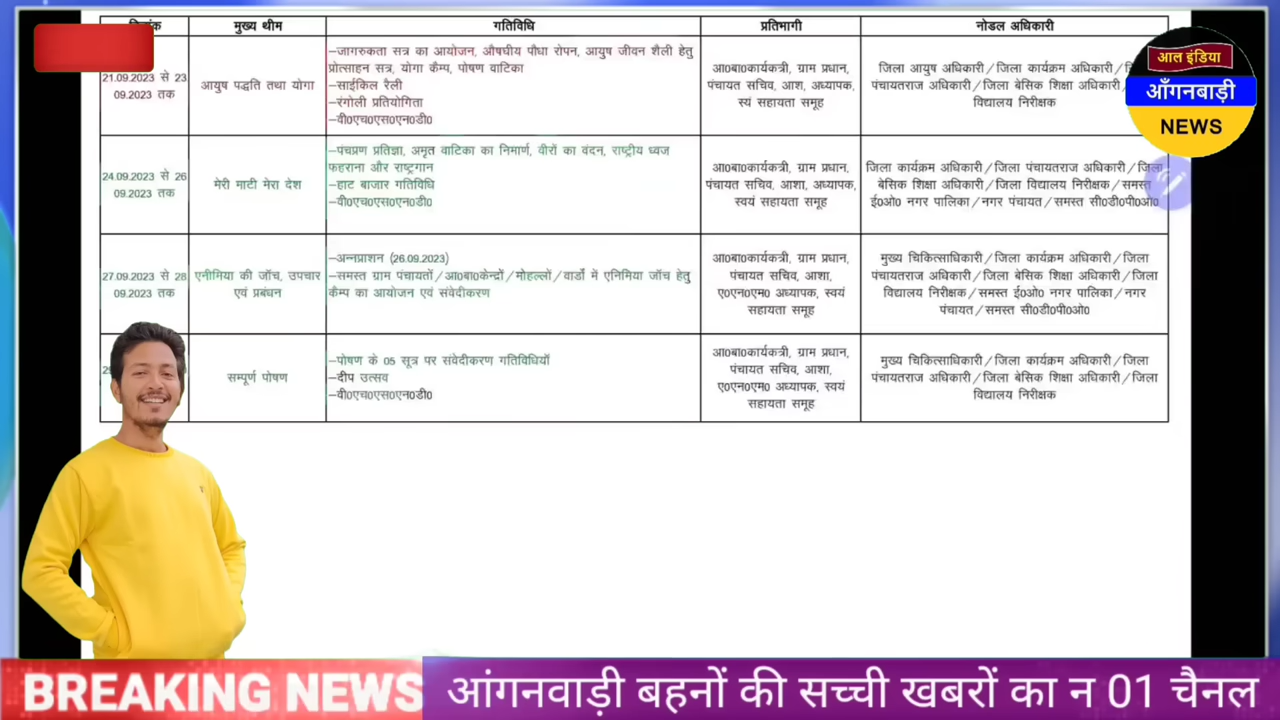 मुख्य थीम
गतिविधि
प्रतिभागी
नोडल अधिकारी
21.09.2023 से 23
09.2023 तक
आयुष पद्धति तथा योगा
–जागरुकता सत्र का आयोजन, औषघीय पौधा रोपन, आयुष जीवन शैली हेतु
प्रोत्साहन सत्र, योगा कैम्प, पोषण वाटिका
–साईकिल रैली
–रंगोली प्रतियोगिता
–वी0एच0एस0एन0डी0
आ0बा0कार्यकत्री, ग्राम प्रधान,
पंचायत सचिव, आश, अध्यापक,
स्यं सहायता समूह
जिला आयुष अधिकारी/जिला कार्यक्रम अधिकारी/
पंचायतराज अधिकारी/जिला बेसिक शिक्षा अधिकारी/
विद्यालय निरीक्षक
24.09.2023 से 26
09.2023 तक
मेरी माटी मेरा देश
–पंचप्रण प्रतिज्ञा, अमृत वाटिका का निमार्ण, वीरों का वंदन, राष्ट्रीय ध्वज
फहराना और राष्ट्रगान
–हाट बाजार गतिविधि
–वी0एच0एस0एन0डी0
आ0बा0कार्यकत्री, ग्राम प्रधान,
पंचायत सचिव, आशा, अध्यापक,
स्वयं सहायता समूह
जिला कार्यक्रम अधिकारी/जिला पंचायतराज अधिकारी/जिला
बेसिक शिक्षा अधिकारी/जिला विद्यालय निरीक्षक/समस्त
ई0ओ0 नगर पालिका/नगर पंचायत/समस्त सी0डी0पी0ओ0
27.09.2023 से 28
09.2023 तक
एनीमिया की जॉच, उपचार
एवं प्रबंधन
–अन्नप्राशन (26.09.2023)
–समस्त ग्राम पंचायतों/आ0बा0केन्द्रों/मोहल्लों/वार्डो में एनिमिया जॉच हेतु
कैम्प का आयोजन एवं संवेदीकरण
आ0बा0कार्यकत्री, ग्राम प्रधान,
पंचायत सचिव, आशा,
ए0एन0एम0 अध्यापक, स्वयं
सहायता समूह
मुख्य चिकित्साधिकारी/जिला कार्यक्रम अधिकारी/जिला
पंचायतराज अधिकारी/जिला बेसिक शिक्षा अधिकारी/जिला
विद्यालय निरीक्षक/समस्त ई0ओ0 नगर पालिका/नगर
पंचायत/समस्त सी0डी0पी0ओ0
सम्पूर्ण पोषण
–पोषण के 05 सूत्र पर संवेदीकरण गतिविधियॉ
–दीप उत्सव
–वी0एच0एस0एन0डी0
आ0बा0कार्यकत्री, ग्राम प्रधान,
पंचायत सचिव, आशा,
ए0एन0एम0 अध्यापक, स्वयं
सहायता समूह
मुख्य चिकित्साधिकारी/जिला कार्यक्रम अधिकारी/जिला
पंचायतराज अधिकारी/जिला बेसिक शिक्षा अधिकारी/जिला
विद्यालय निरीक्षक
आल इंडिया
आँगनबाड़ी
NEWS
BREAKING NEWS
आंगनवाड़ी बहनों की सच्ची खबरों का न 01 चैनल